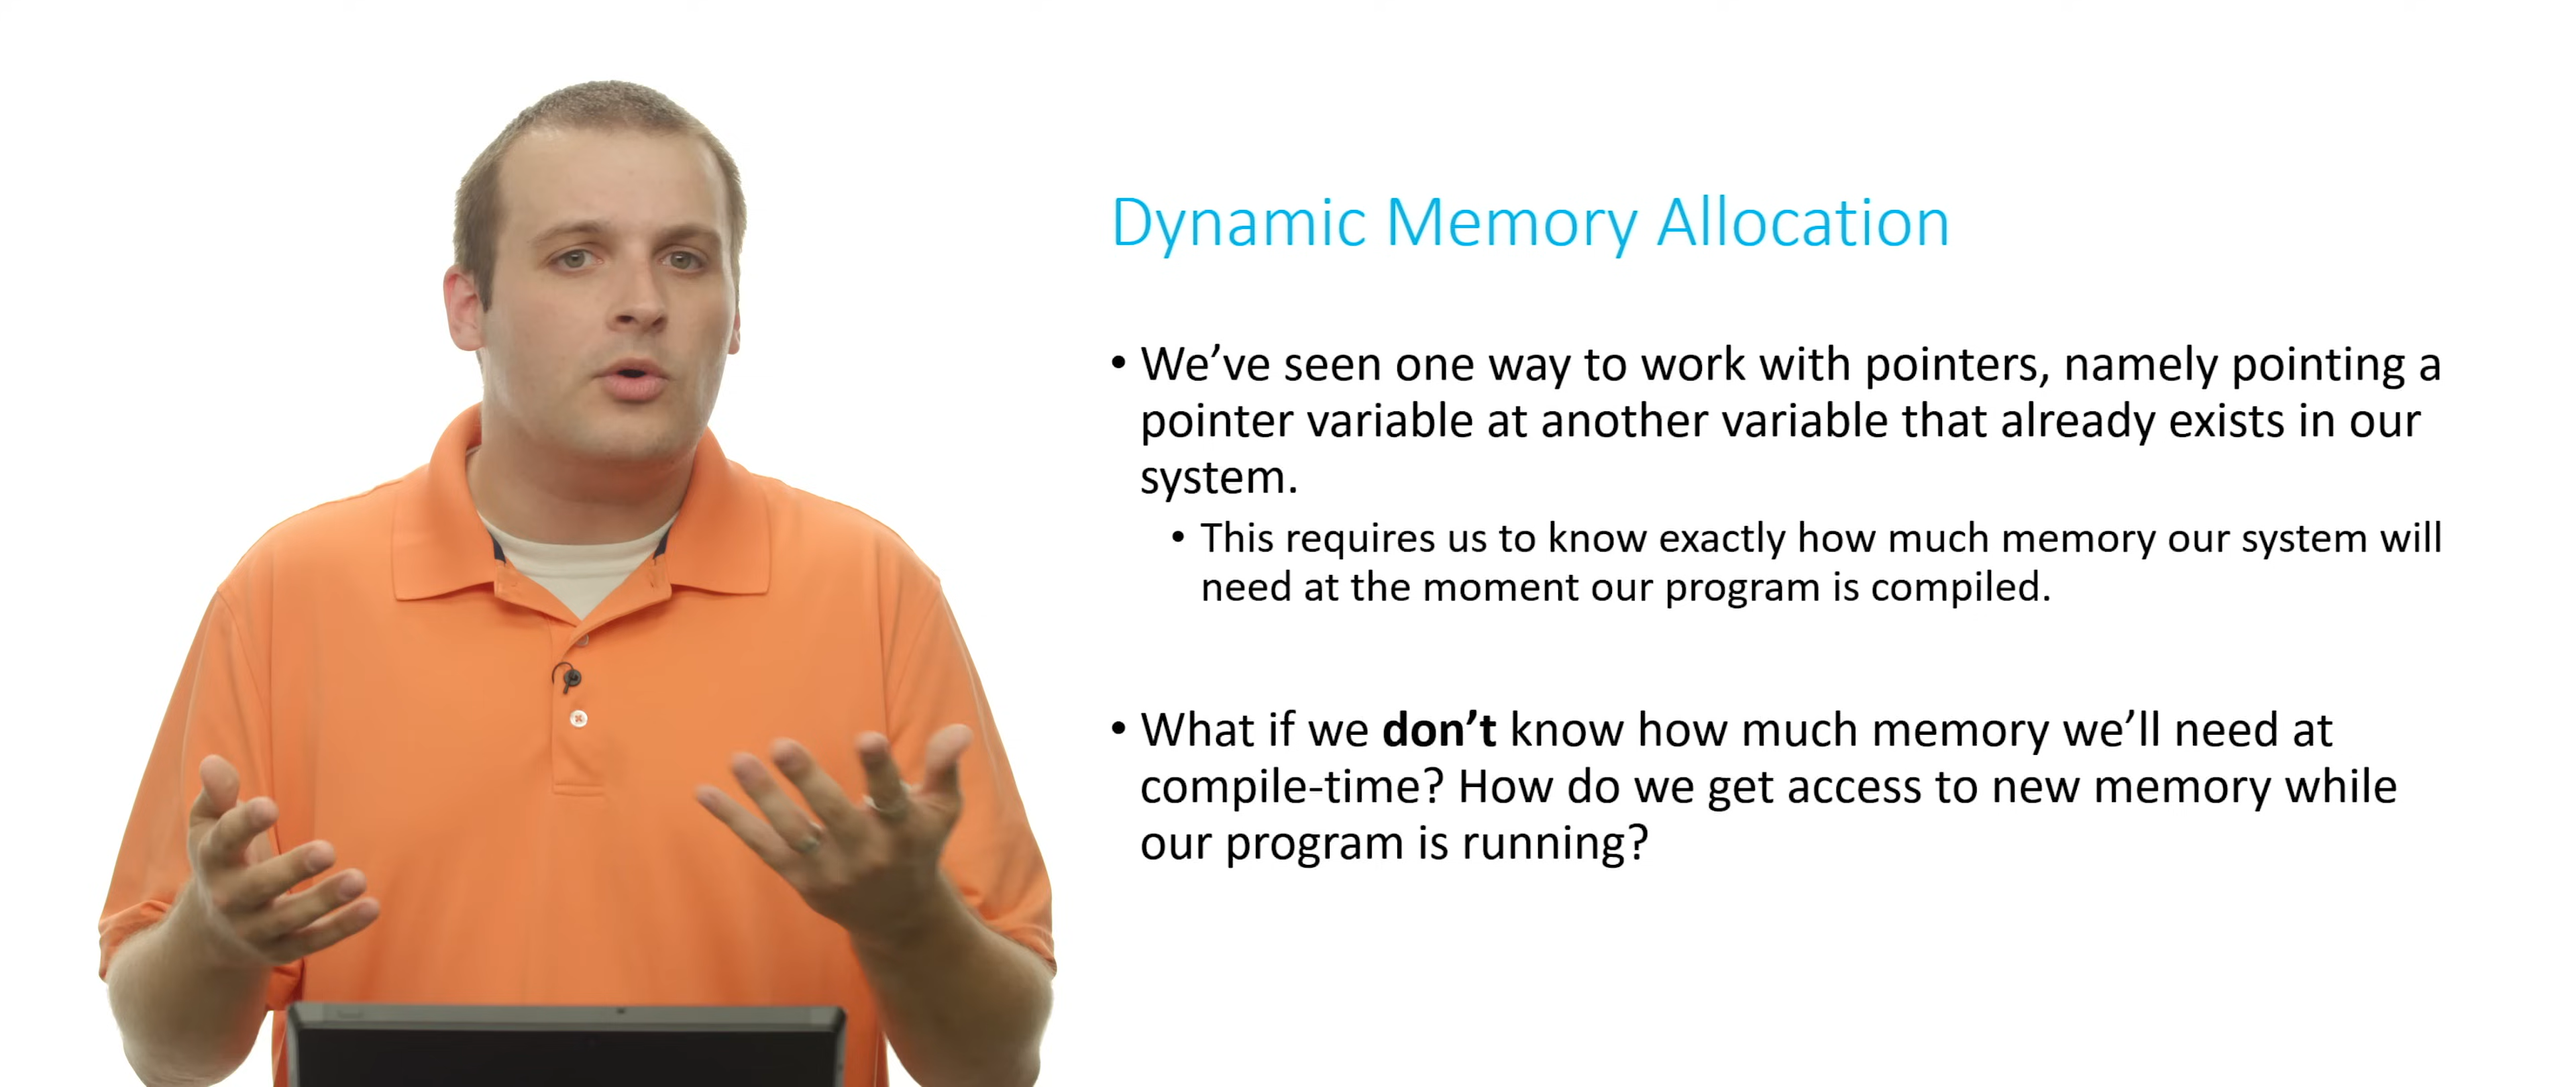 Dynamic Memory Allocation
• We’ve seen one way to work with pointers, namely pointing a
pointer variable at another variable that already exists in our
system.
• This requires us to know exactly how much memory our system will
need at the moment our program is compiled.
• What if we don’t know how much memory we’ll need at
compile-time? How do we get access to new memory while
our program is running?